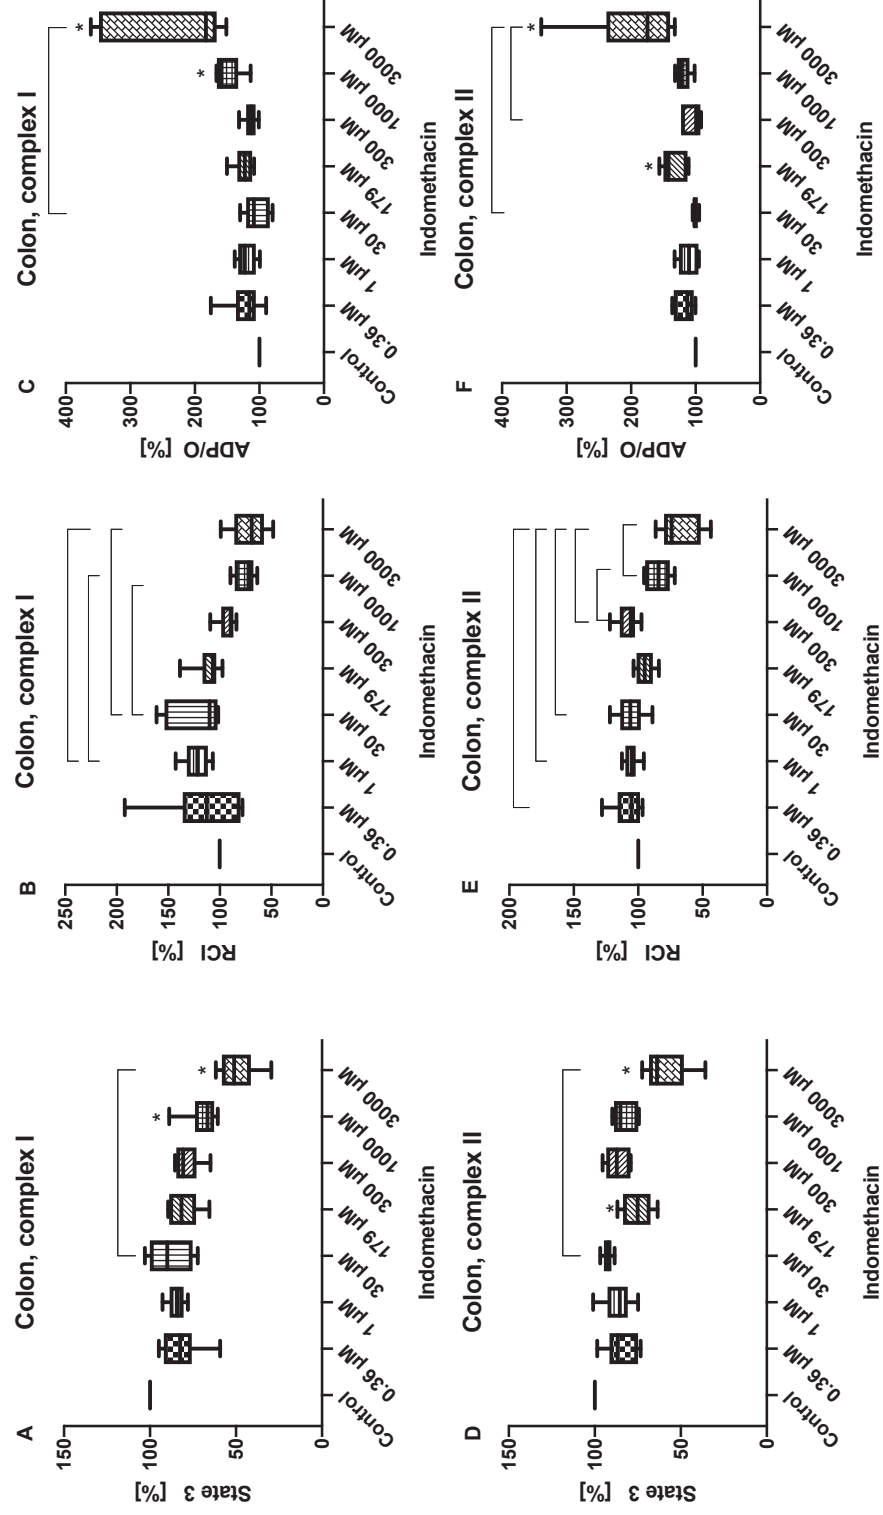 A
Colon, complex I
State 3 [%]
150
100
50
0
Control
0.36 µM
1 µM
30 µM
179 µM
300 µM
1000 µM
3000 µM
*
*
Indomethacin
B
Colon, complex I
RCI [%]
250
200
150
100
50
0
Control
0.36 µM
1 µM
30 µM
179 µM
300 µM
1000 µM
3000 µM
Indomethacin
C
Colon, complex I
ADP/O [%]
400
300
200
100
0
Control
0.36 µM
1 µM
30 µM
179 µM
300 µM
1000 µM
3000 µM
*
*
Indomethacin
D
Colon, complex II
State 3 [%]
150
100
50
0
Control
0.36 µM
1 µM
30 µM
179 µM
300 µM
1000 µM
3000 µM
*
*
Indomethacin
E
Colon, complex II
RCI [%]
200
150
100
50
0
Control
0.36 µM
1 µM
30 µM
179 µM
300 µM
1000 µM
3000 µM
Indomethacin
F
Colon, complex II
ADP/O [%]
400
300
200
100
0
Control
0.36 µM
1 µM
30 µM
179 µM
300 µM
1000 µM
3000 µM
*
*
Indomethacin